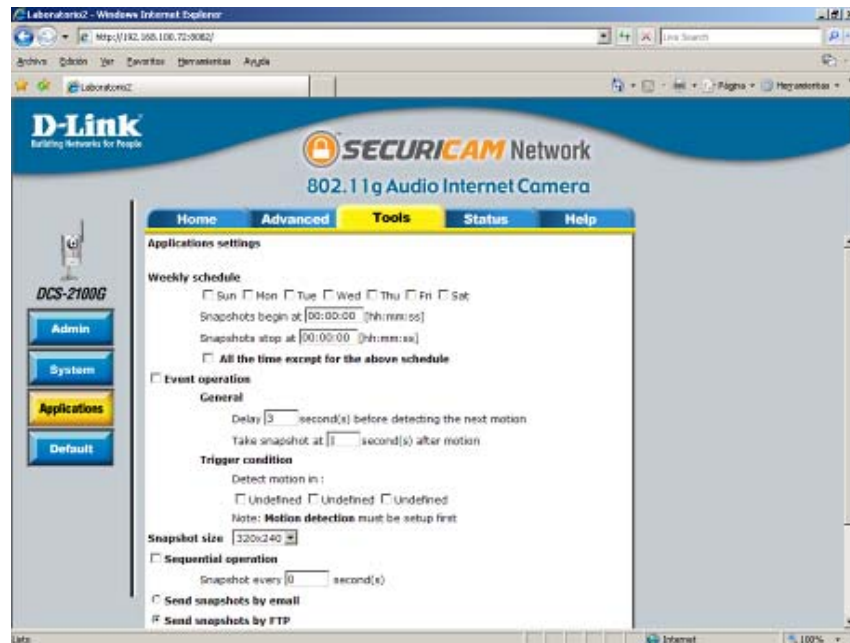 Laboratorio2 - Windows Internet Explorer
http://192.168.100.72:8082/
Live Search
Archivo Edición Ver Favoritos Herramientas Ayuda
Laboratorio2
Página Herramientas
D-Link
Building Networks for People
SECURICAM Network
802.11g Audio Internet Camera
Home Advanced Tools Status Help
DCS-2100G
Admin
System
Applications
Default
Applications settings
Weekly schedule
Sun Mon Tue Wed Thu Fri Sat
Snapshots begin at 00:00:00 [hh:mm:ss]
Snapshots stop at 00:00:00 [hh:mm:ss]
All the time except for the above schedule
Event operation
General
Delay 3 second(s) before detecting the next motion
Take snapshot at 1 second(s) after motion
Trigger condition
Detect motion in :
Undefined Undefined Undefined
Note: Motion detection must be setup first
Snapshot size 320x240
Sequential operation
Snapshot every 0 second(s)
Send snapshots by email
Send snapshots by FTP
Listo
Internet
100%